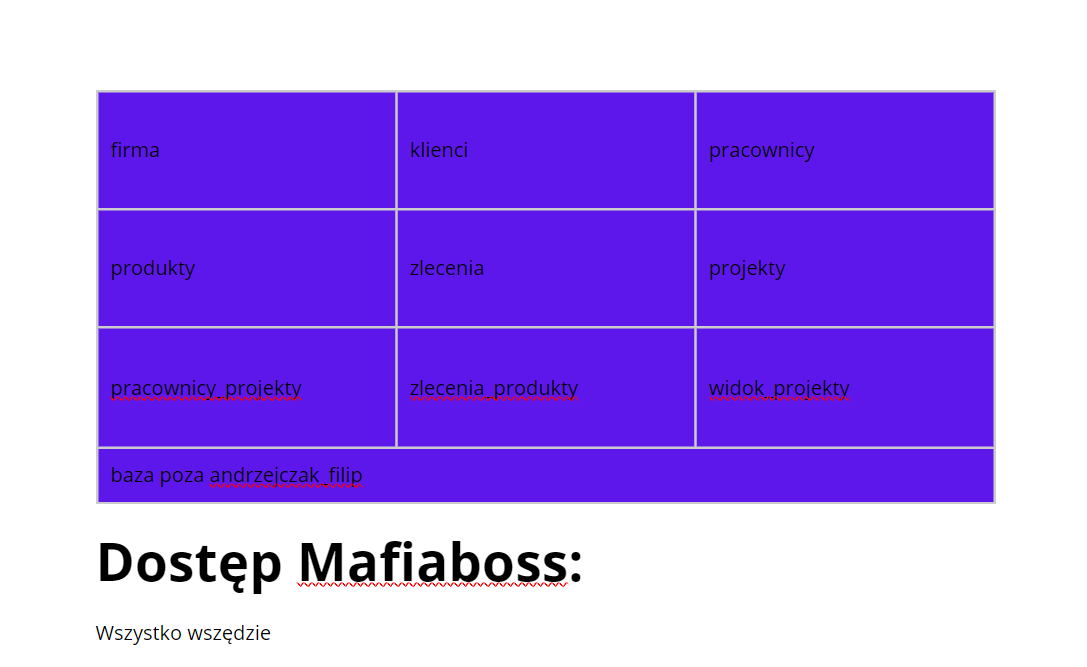 firma klienci pracownicy
produkty zlecenia projekty
pracownicy_projekty zlecenia_produkty widok_projekty
baza poza andrzejczak_filip
Dostęp Mafiaboss:
Wszystko wszędzie